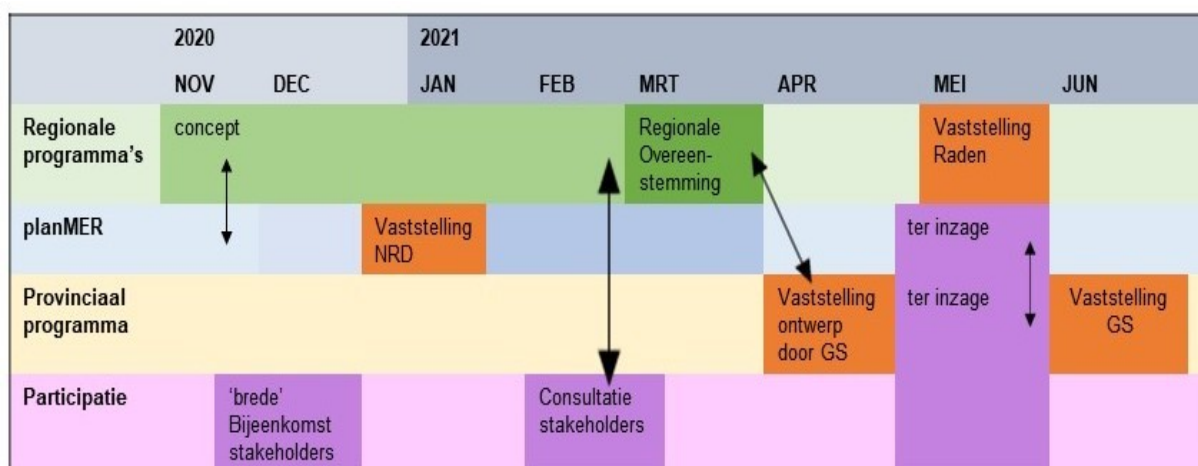 2020
2021
NOV
DEC
JAN
FEB
MRT
APR
MEI
JUN
Regionale
programma's
concept
Regionale
Overeen-
stemming
Vaststelling
Raden
planMER
Vaststelling
NRD
ter inzage
Provinciaal
programma
Vaststelling
ontwerp
door GS
ter inzage
Vaststelling
GS
Participatie
‘brede’
Bijeenkomst
stakeholders
Consultatie
stakeholders